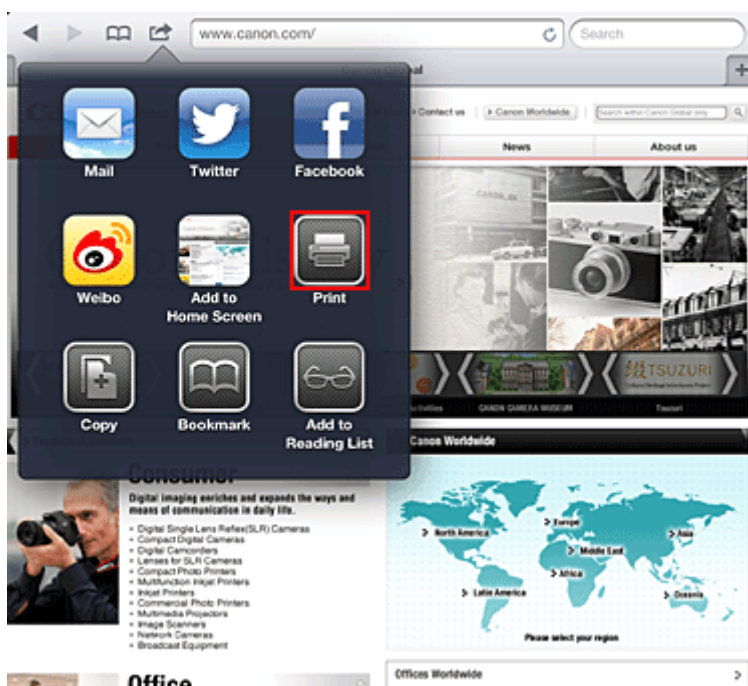 www.canon.com/
Search
Contact us
Canon Worldwide
Search within Canon Global only
News
About us
Mail
Twitter
Facebook
Weibo
Add to
Home Screen
Print
Copy
Bookmark
Add to
Reading List
CANON CAMERA MUSEUM
TSUZURI
Tsuzuri
Canon Worldwide
Consumer
Digital imaging enriches and expands the ways and
means of communication in daily life.
Digital Single Lens Reflex(SLR) Cameras
Compact Digital Cameras
Digital Camcorders
Lenses for SLR Cameras
Compact Photo Printers
Multifunction Inkjet Printers
Inkjet Printers
Commercial Photo Printers
Multimedia Projectors
Image Scanners
Network Cameras
Broadcast Equipment
North America
Europe
Asia
Middle East
Africa
Latin America
Oceania
Please select your region
Office
Offices Worldwide